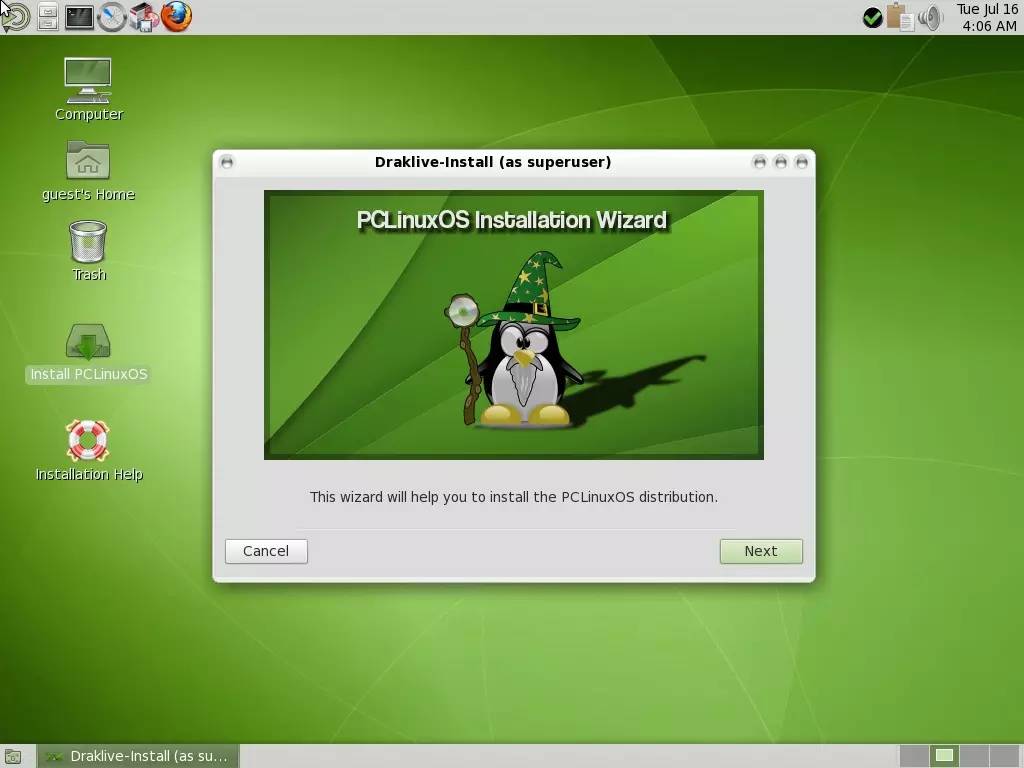 Tue Jul 16
4:06 AM
Computer
guest's Home
Trash
Install PCLinuxOS
Installation Help
Draklive-Install (as superuser)
PCLinuxOS Installation Wizard
This wizard will help you to install the PCLinuxOS distribution.
Cancel
Next
Draklive-Install (as su...